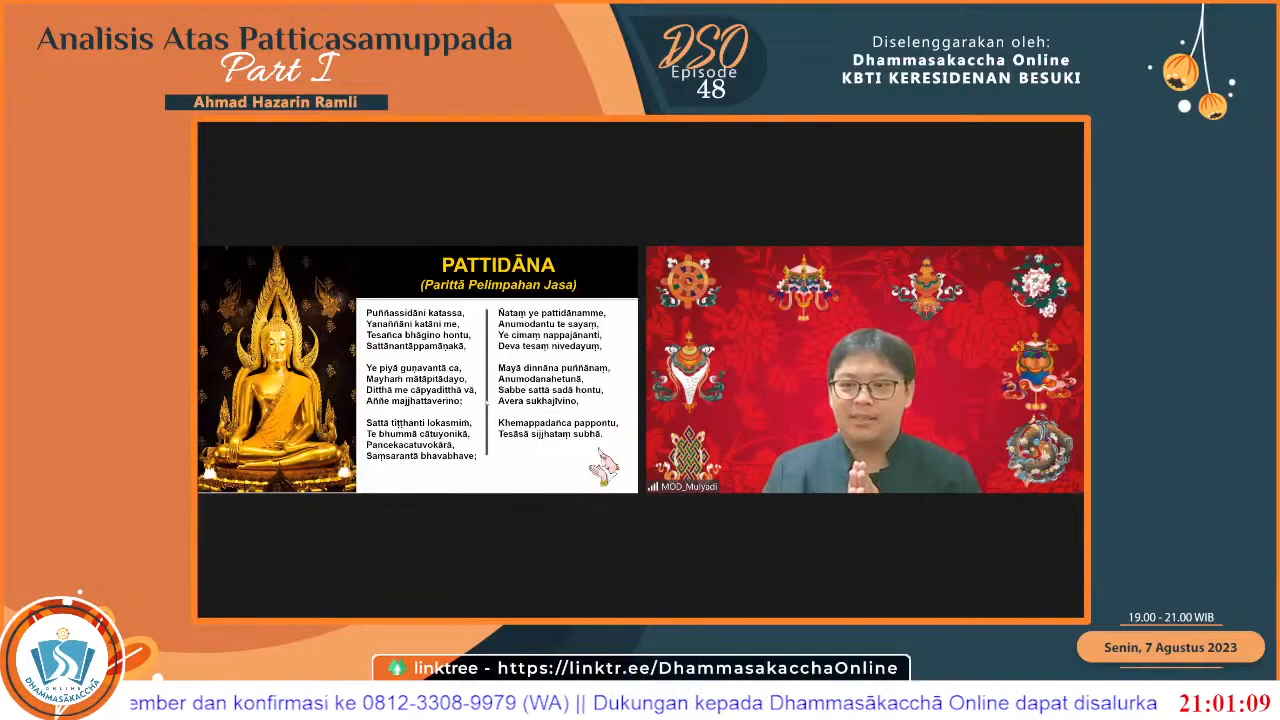 Analisis Atas Patticasamuppada
Part I
Ahmad Hazarin Ramli
DSO
Episode
48
Diselenggarakan oleh:
Dhammasakaccha Online
KBTI KERESIDENAN BESUKI
PATTIDĀNA
(Parittā Pelimpahan Jasa)
Puññassidāni katassa,
Yanaññāni katāni me,
Tesañca bhāgino hontu,
Sattānantāppamāṇakā,
Ye piyā guṇavantā ca,
Mayhaṁ mātāpitādayo,
Ditthā me cāpyaditthā vā,
Aññe majjhattaverino;
Sattā tiṭṭhanti lokasmiṁ,
Te bhummā cātuyonikā,
Pancekacatuvokārā,
Saṃsarantā bhavabhave;
Ñataṃ ye pattidānamme,
Anumodantu te sayaṃ,
Ye cimaṃ nappajānanti,
Deva tesaṃ nivedayuṃ,
Mayā dinnāna puññānaṃ,
Anumodanahetunā,
Sabbe sattā sadā hontu,
Avera sukhajīvino,
Khemappadañca pappontu,
Tesāsā sijjhataṃ subhā.
MOD_Mulyadi
19.00 - 21.00 WIB
Senin, 7 Agustus 2023
ONLINE
DHAMMASĀKACCHĀ
linktree - https://linktr.ee/DhammasakacchaOnline
ember dan konfirmasi ke 0812-3308-9979 (WA) || Dukungan kepada Dhammasākacchā Online dapat disalurka
21:01:09